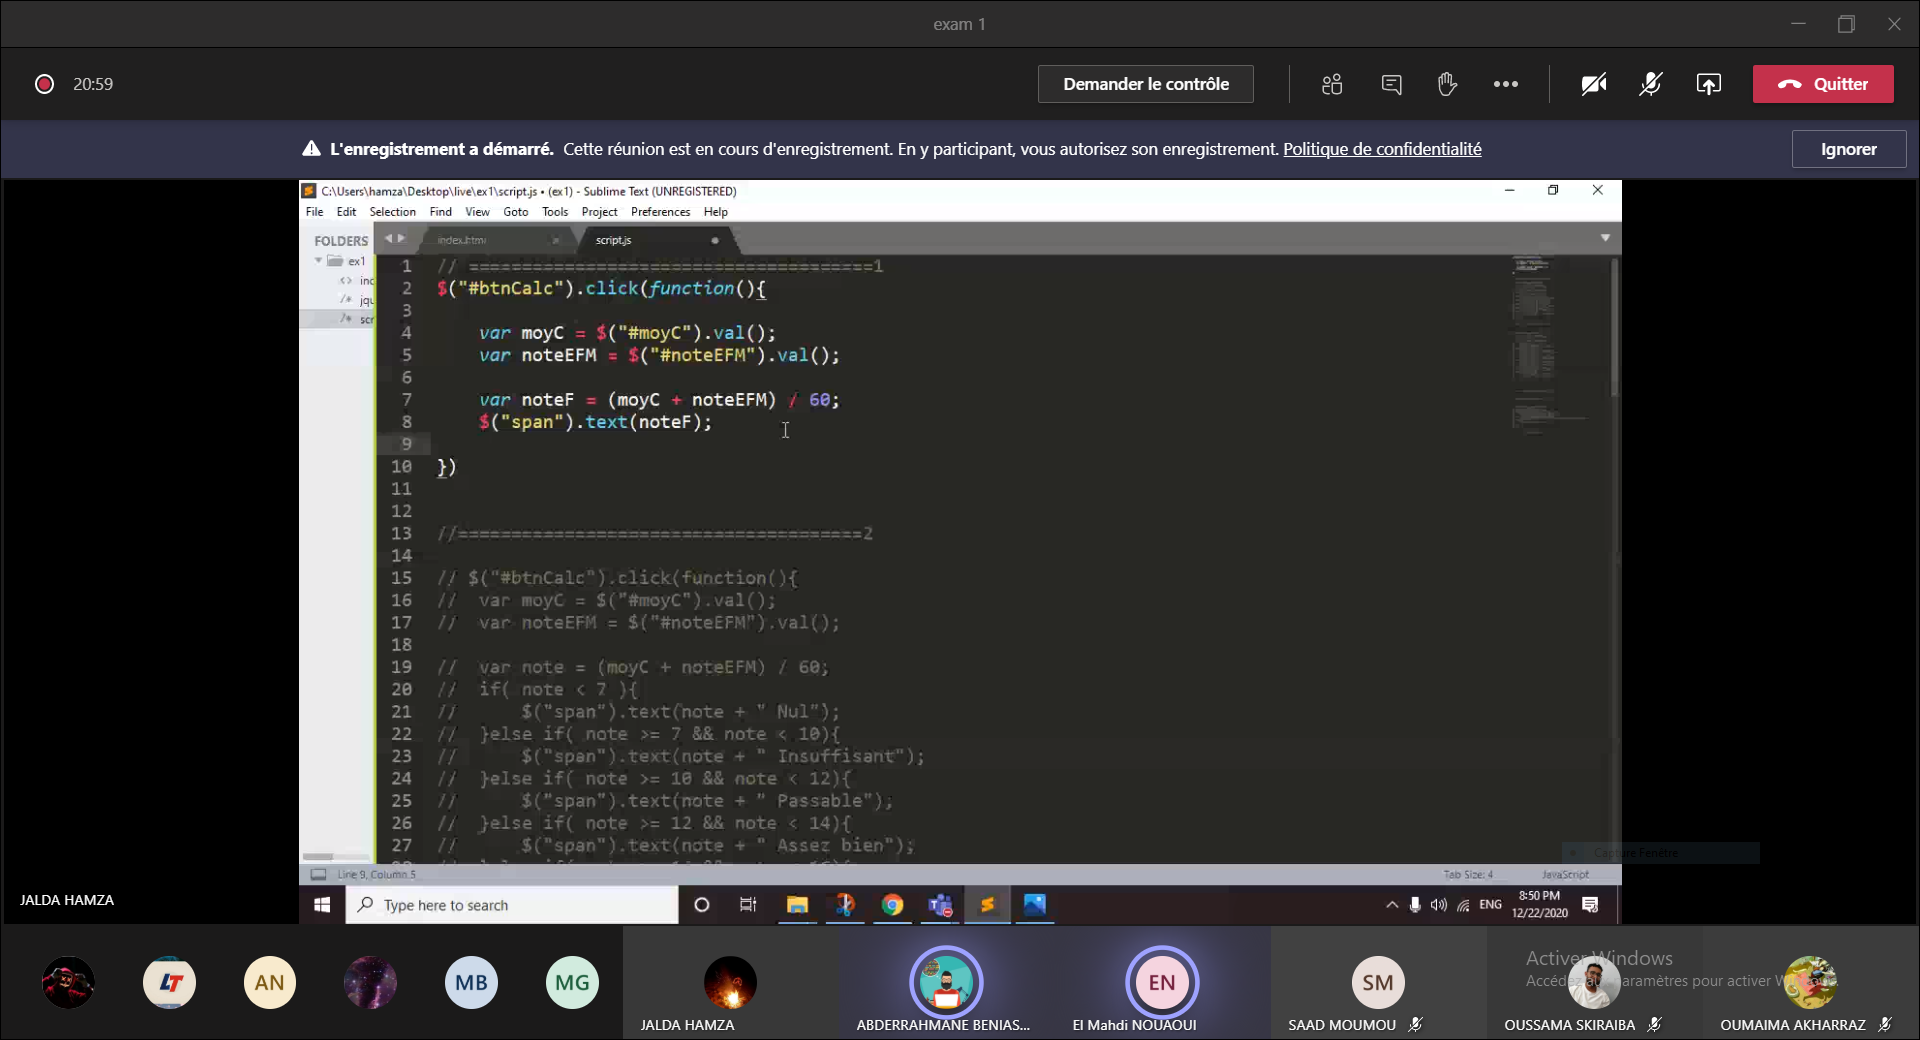 exam 1
20:59
Demander le contrôle
Quitter
L'enregistrement a démarré. Cette réunion est en cours d'enregistrement. En y participant, vous autorisez son enregistrement. Politique de confidentialité
Ignorer
C:\Users\hamza\Desktop\live\ex1\script.js • (ex1) - Sublime Text (UNREGISTERED)
File Edit Selection Find View Goto Tools Project Preferences Help
FOLDERS
ex1
inc
jqu
scr
index.html
script.js
1 // ======================================1
2 $("#btnCalc").click(function(){
3
4 var moyC = $("#moyC").val();
5 var noteEFM = $("#noteEFM").val();
6
7 var noteF = (moyC + noteEFM) / 60;
8 $("span").text(noteF);
9
10 })
11
12
13 //======================================2
14
15 // $("#btnCalc").click(function(){
16 // var moyC = $("#moyC").val();
17 // var noteEFM = $("#noteEFM").val();
18
19 // var note = (moyC + noteEFM) / 60;
20 // if( note < 7 ){
21 // $("span").text(note + " Nul");
22 // }else if( note >= 7 && note < 10){
23 // $("span").text(note + " Insuffisant");
24 // }else if( note >= 10 && note < 12){
25 // $("span").text(note + " Passable");
26 // }else if( note >= 12 && note < 14){
27 // $("span").text(note + " Assez bien");
Capture Fenêtre
Line 9, Column 5
Tab Size: 4
JavaScript
Type here to search
ENG
8:50 PM
12/22/2020
JALDA HAMZA
LT
AN
MB
MG
JALDA HAMZA
ABDERRAHMANE BENIAS...
EN
El Mahdi NOUAOUI
SM
SAAD MOUMOU
OUSSAMA SKIRAIBA
OUMAIMA AKHARRAZ
Activer Windows
Accédez aux paramètres pour activer